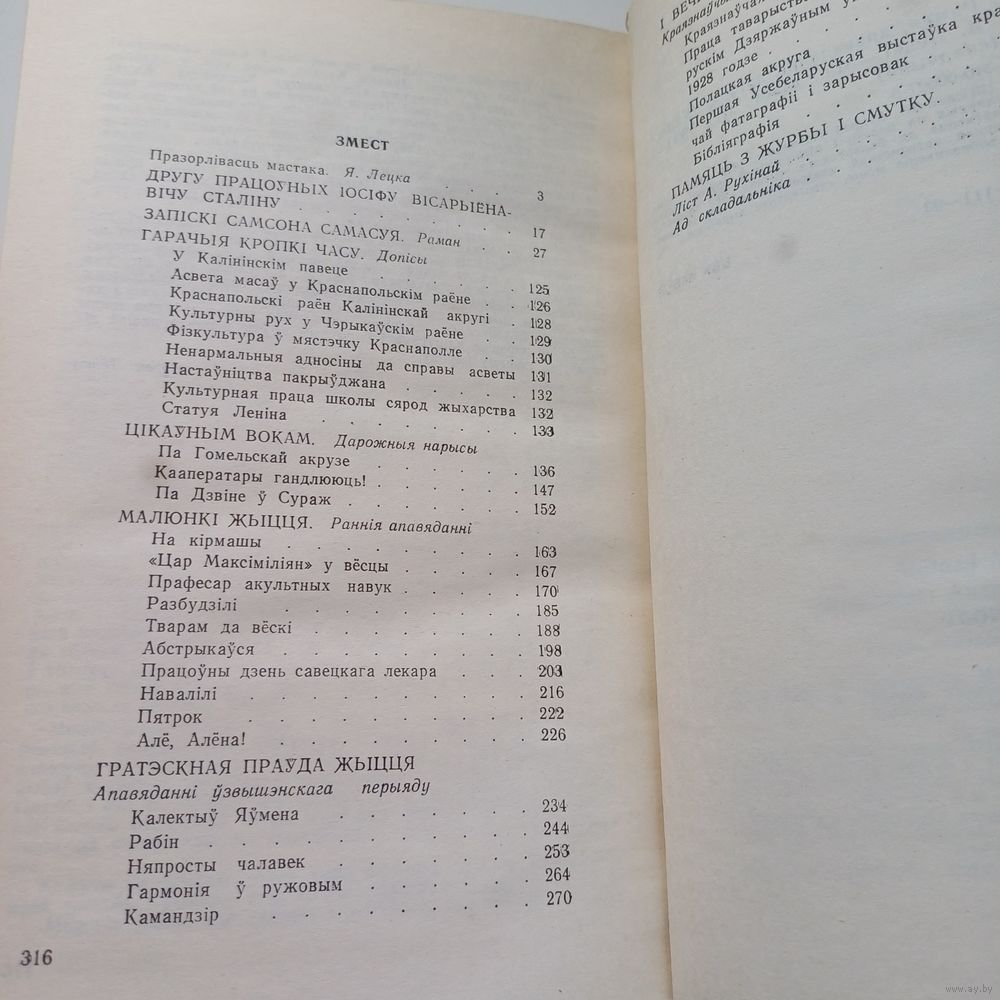 ЗМЕСТ
Празорлівасць мастака. Я. Лецка . . . . 3
ДРУГУ ПРАЦОЎНЫХ ІОСІФУ ВІСАРЫЁНА-
ВІЧУ СТАЛІНУ . . . . . . . . 17
ЗАПІСКІ САМСОНА САМАСУЯ. Раман . . 27
ГАРАЧЫЯ КРОПКІ ЧАСУ. Допісы
У Калінінскім павеце . . . . . . 125
Асвета масаў у Краснапольскім раёне . . 126
Краснапольскі раён Калінінскай акругі . 128
Культурны рух у Чэрыкаўскім раёне . . 129
Фізкультура ў мястэчку Краснаполле . . 130
Ненармальныя адносіны да справы асветы 131
Настаўніцтва пакрыўджана . . . . . 132
Культурная праца школы сярод жыхарства 132
Статуя Леніна . . . . . . . . 133
ЦІКАЎНЫМ ВОКАМ. Дарожныя нарысы
Па Гомельскай акрузе . . . . . . 136
Кааператары гандлююць! . . . . . . 147
Па Дзвіне ў Сураж . . . . . . . 152
МАЛЮНКІ ЖЫЦЦЯ. Раннія апавяданні
На кірмашы . . . . . . . . . 163
«Цар Максіміліян» у вёсцы . . . . . 167
Прафесар акультных навук . . . . . 170
Разбудзілі . . . . . . . . . 185
Тварам да вёскі . . . . . . . . 188
Абстрыкаўся . . . . . . . . . 198
Працоўны дзень савецкага лекара . . . 203
Навалілі . . . . . . . . . . 216
Пятрок . . . . . . . . . . 222
Алё, Алёна! . . . . . . . . . 226
ГРАТЭСКНАЯ ПРАЎДА ЖЫЦЦЯ
Апавяданні ўзвышэнскага перыяду
Калектыў Яўмена . . . . . . . 234
Рабін . . . . . . . . . . . 244
Няпросты чалавек . . . . . . . 253
Гармонія ў ружовым . . . . . . 264
Камандзір . . . . . . . . . 270
316
І
Краязнаўчая
Праца таварыства
рускім Дзяржаўным
1928 годзе . . .
Полацкая акруга . . .
Першая Усебеларуская выстаўка
чай фатаграфіі і зарысовак . .
Бібліяграфія . . . . .
ПАМЯЦЬ З ЖУРБЫ І СМУТКУ. . .
Ліст А. Рухінай . . . . .
Ад складальніка . . . . .
www.ay.by